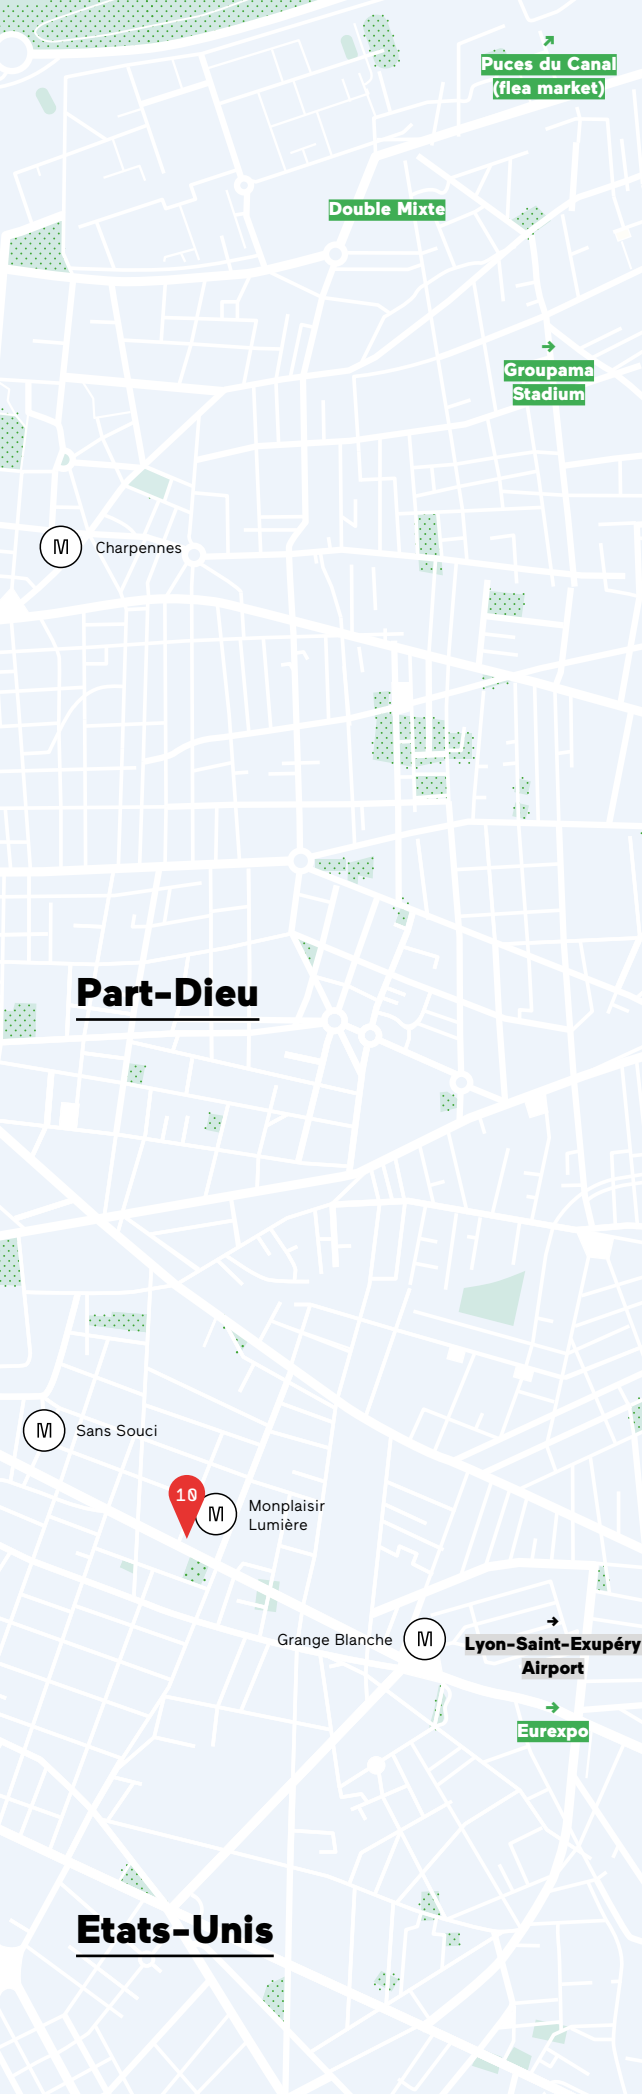 Puces du Canal
(flea market)
Double Mixte
Groupama
Stadium
M
Charpennes
Part-Dieu
M
Sans Souci
10
M
Monplaisir
Lumière
Grange Blanche
M
Lyon-Saint-Exupéry
Airport
Eurexpo
Etats-Unis